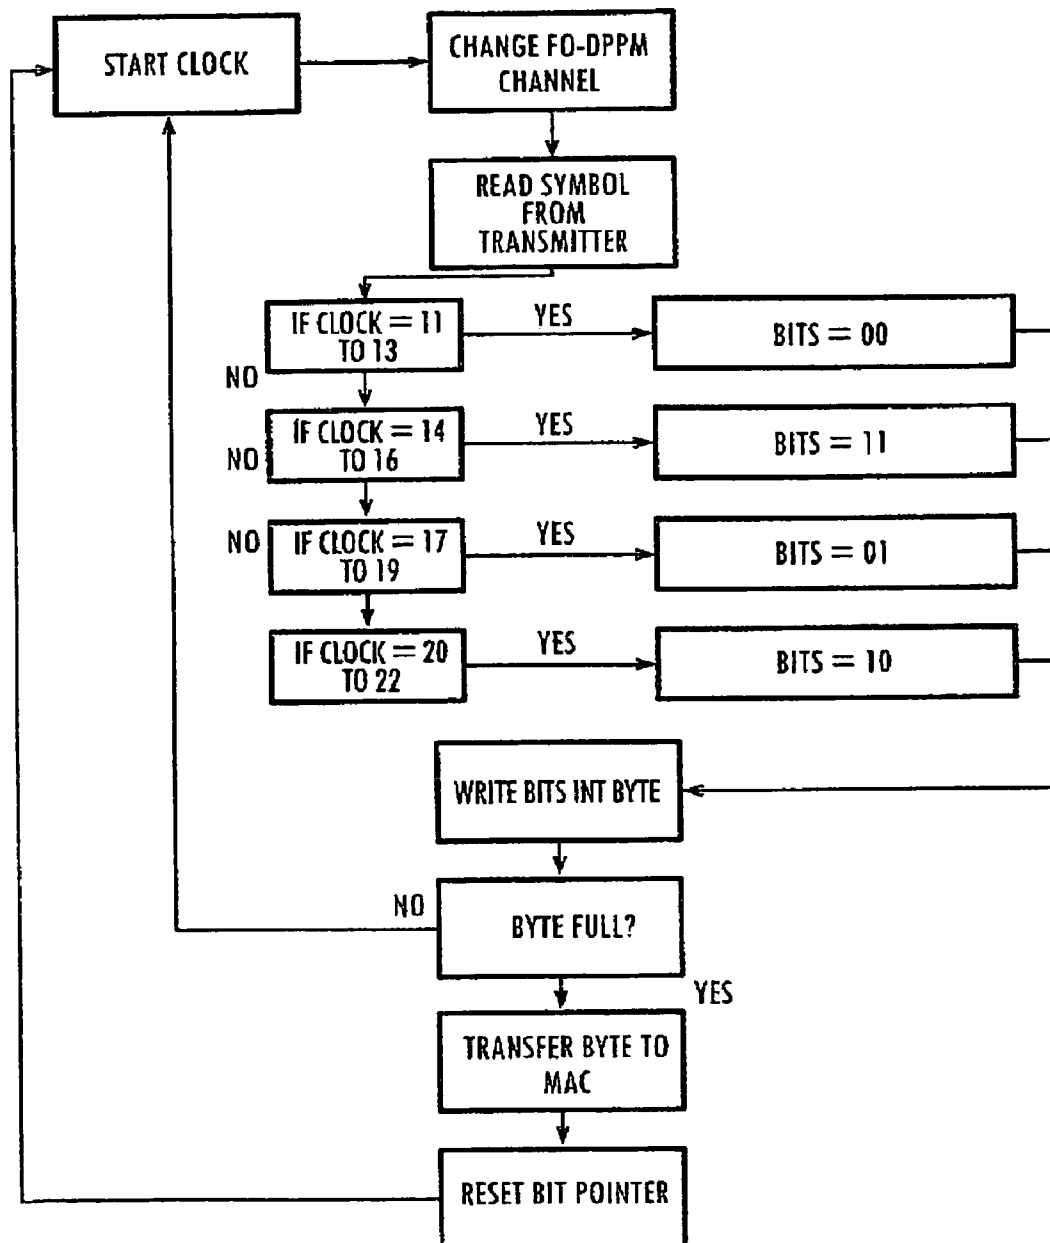 START CLOCK
CHANGE FO-DPPM
CHANNEL
READ SYMBOL
FROM
TRANSMITTER
IF CLOCK = 11
TO 13
YES
BITS = 00
NO
IF CLOCK = 14
TO 16
YES
BITS = 11
NO
IF CLOCK = 17
TO 19
YES
BITS = 01
NO
IF CLOCK = 20
TO 22
YES
BITS = 10
WRITE BITS INT BYTE
NO
BYTE FULL?
YES
TRANSFER BYTE TO
MAC
RESET BIT POINTER